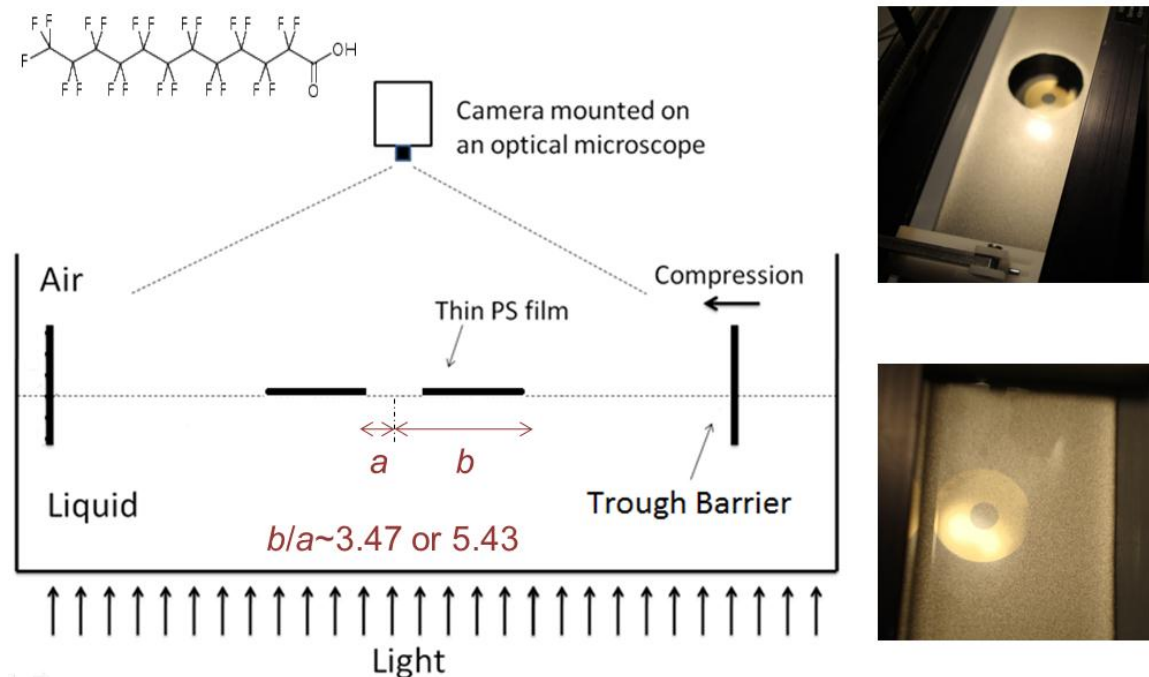 F F F F F F F F F F F
F OH
F F F F F F F F F F O
Camera mounted on
an optical microscope
Air
Compression
Thin PS film
a b
Liquid
Trough Barrier
b/a~3.47 or 5.43
Light